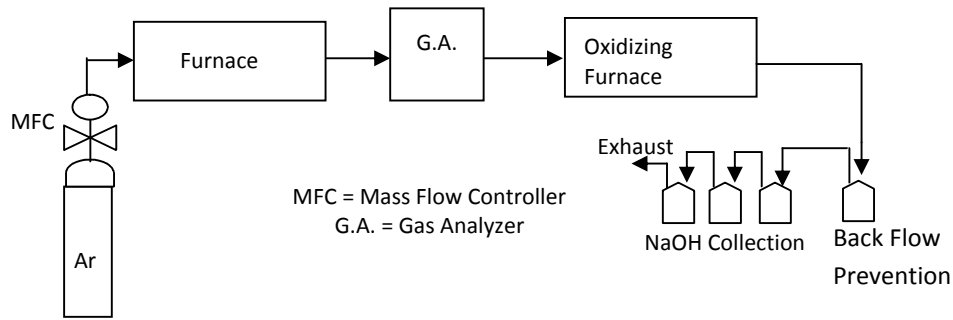 G.A.
Furnace
Oxidizing
Furnace
MFC
Exhaust
MFC = Mass Flow Controller
G.A. = Gas Analyzer
NaOH Collection
Back Flow
Prevention
Ar